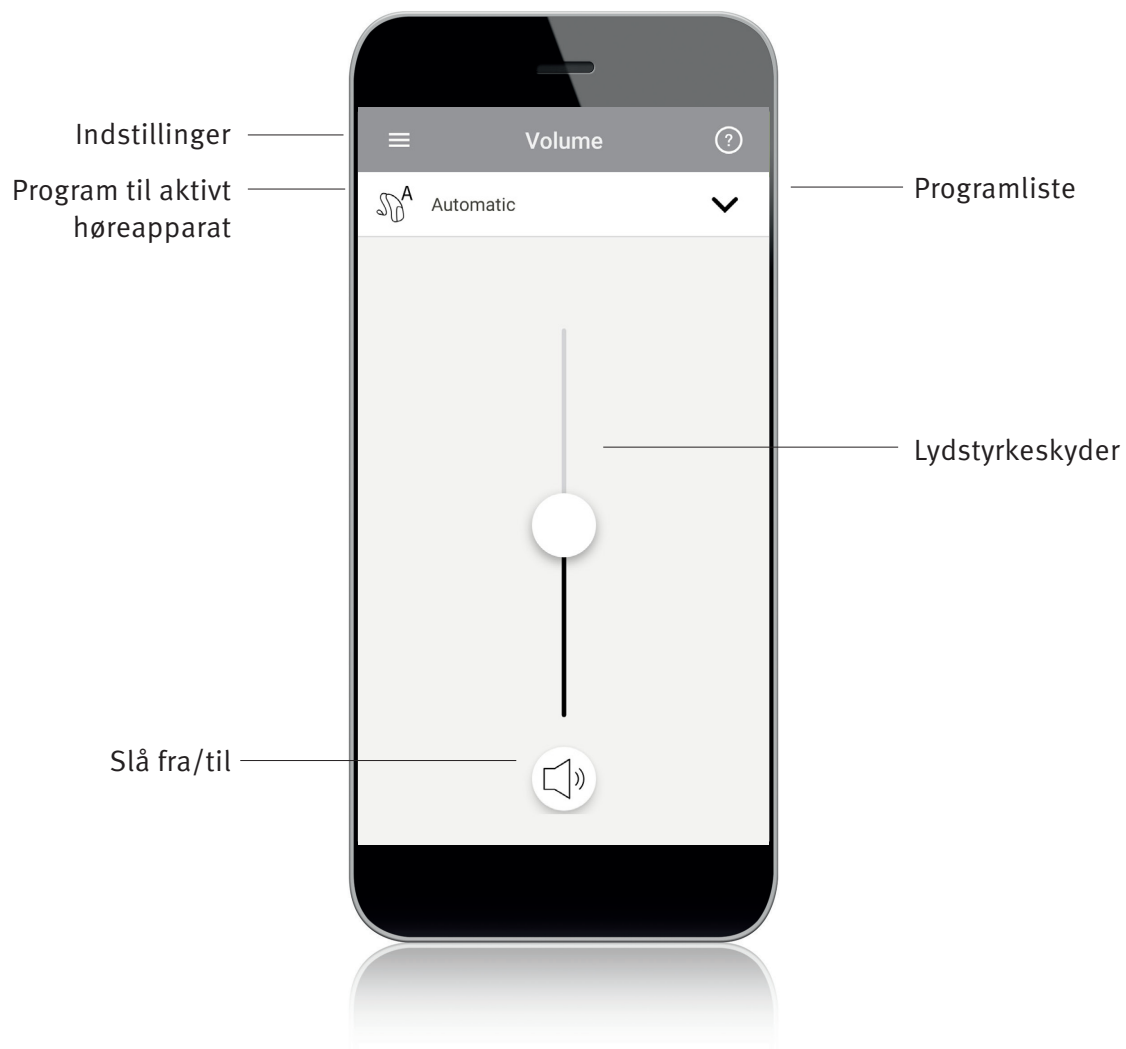 Indstillinger
Volume
?
Program til aktivt
høreapparat
A
Automatic
Programliste
Lydstyrkeskyder
Slå fra/til